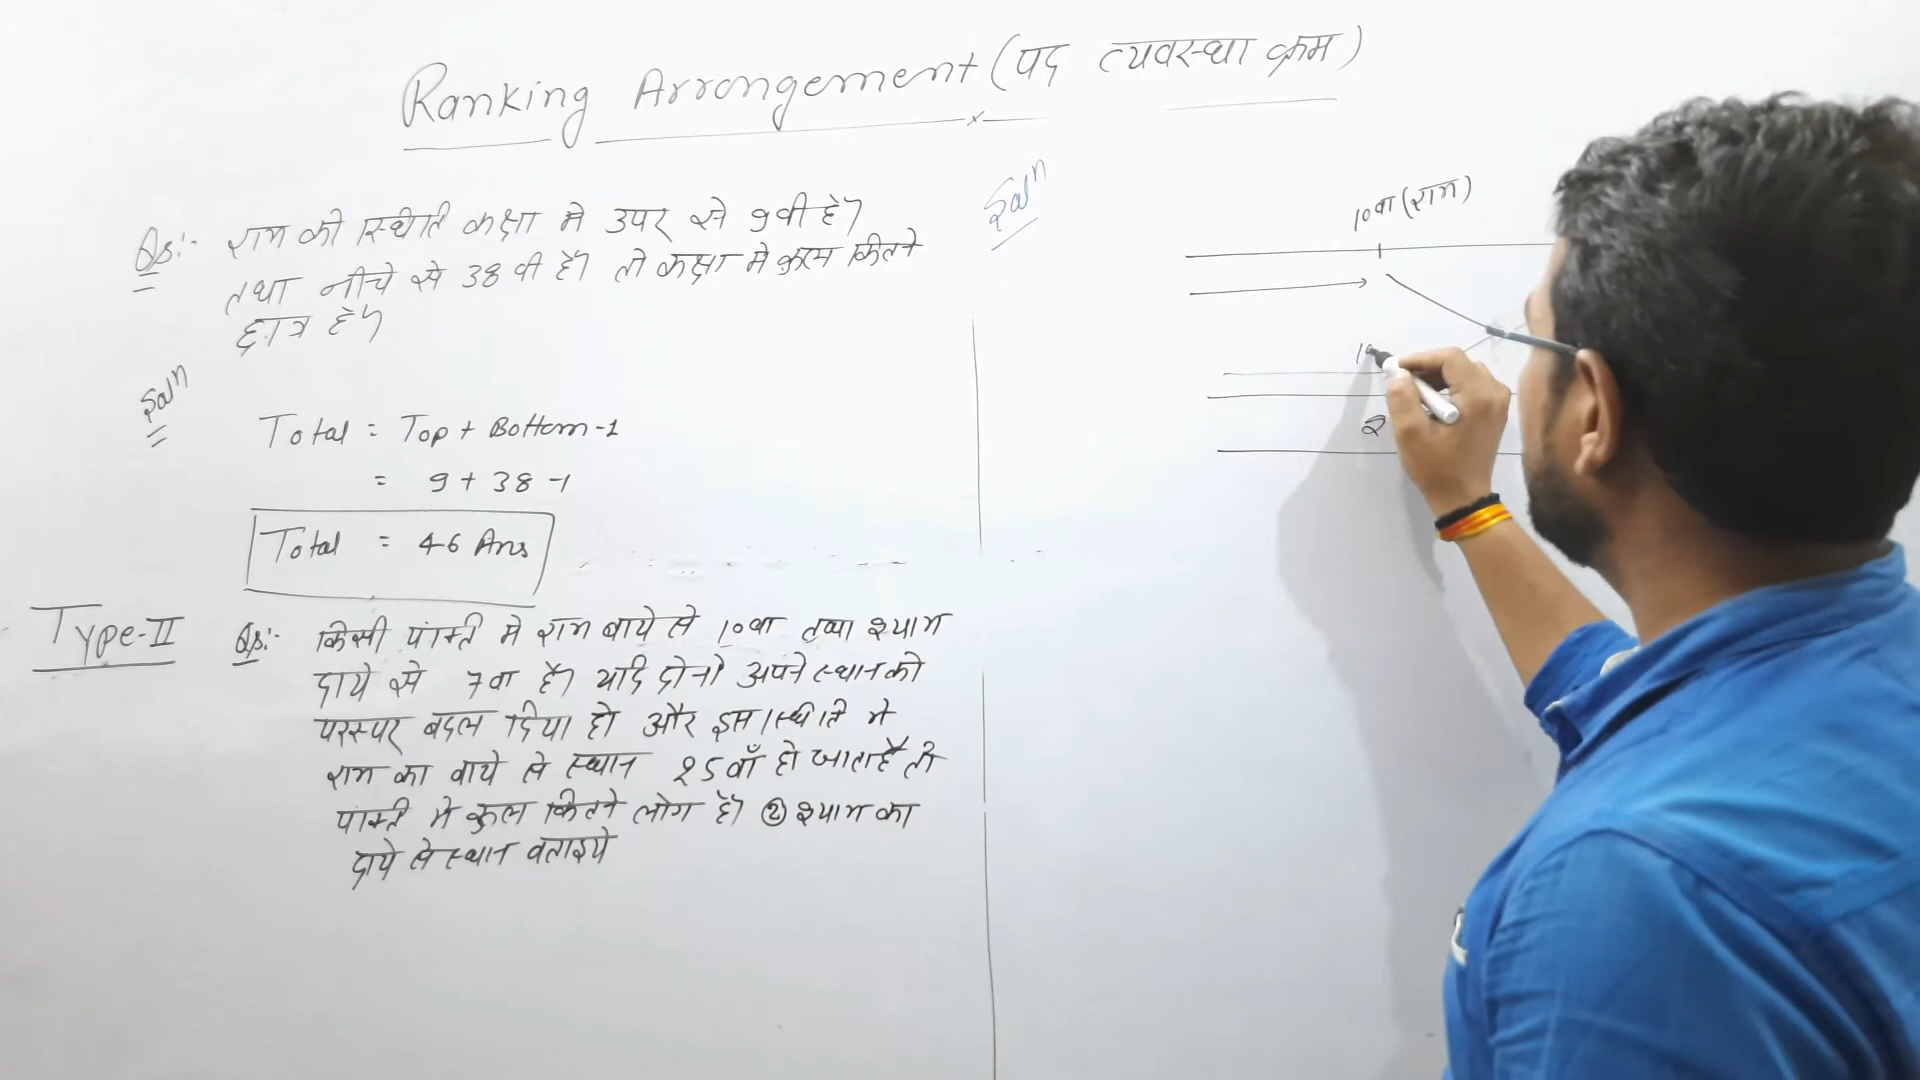 Ranking Arrangement (पद व्यवस्था क्रम)
Qs:- राम की स्थिति कक्षा मे उपर से 9वी है।
तथा नीचे से 38 वी है। तो कक्षा मे कुल कितने
छात्र है।
Solⁿ
Total = Top + Bottom - 1
= 9 + 38 - 1
Total = 46 Ans
Type-II Qs:- किसी पंक्ति मे राम बाये से 10वा तथा श्याम
दाये से 7वा है। यदि दोनो अपने स्थान को
परस्पर बदल दिया हो और इस स्थिति मे
राम का बाये से स्थान 25वाँ हो जाता है तो
पंक्ति मे कुल कितने लोग है। ② श्याम का
दाये से स्थान बताइये
Solⁿ
10वा (राम)